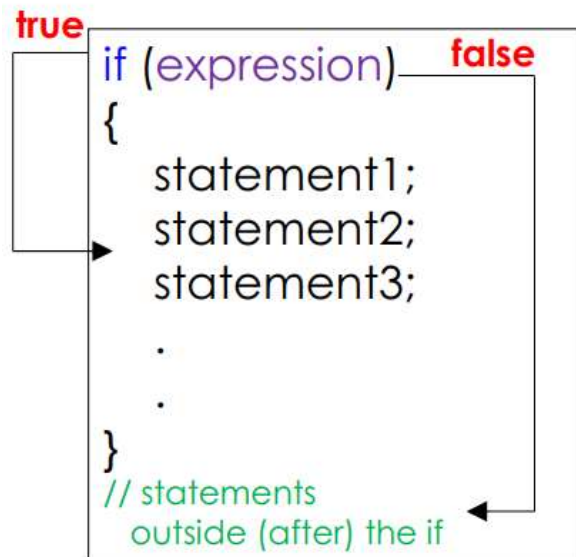 true
if (expression) false
{
statement1;
statement2;
statement3;
.
.
}
// statements
outside (after) the if